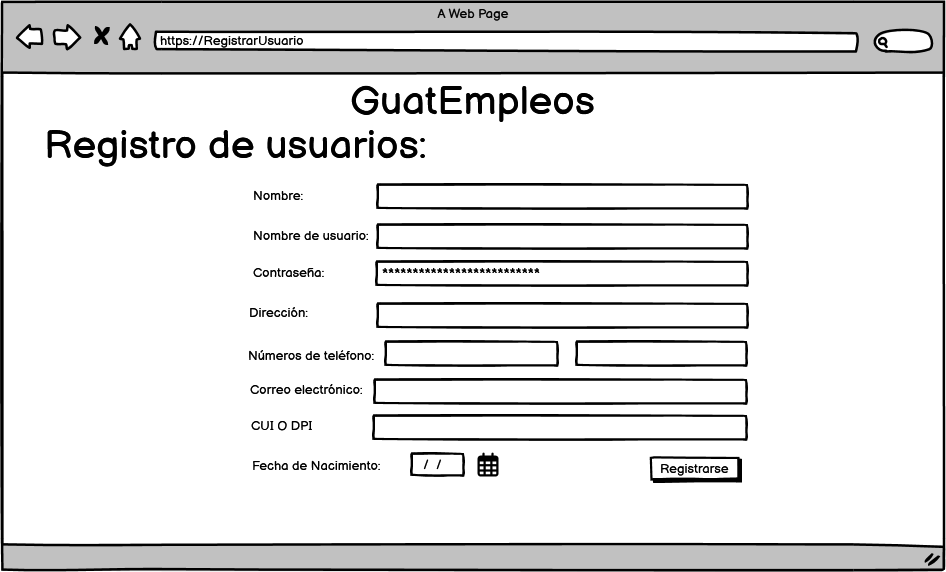 A Web Page
https://RegistrarUsuario
GuatEmpleos
Registro de usuarios:
Nombre:
Nombre de usuario:
Contraseña: **************************
Dirección:
Números de teléfono:
Correo electrónico:
CUI O DPI
Fecha de Nacimiento: / / Registrarse